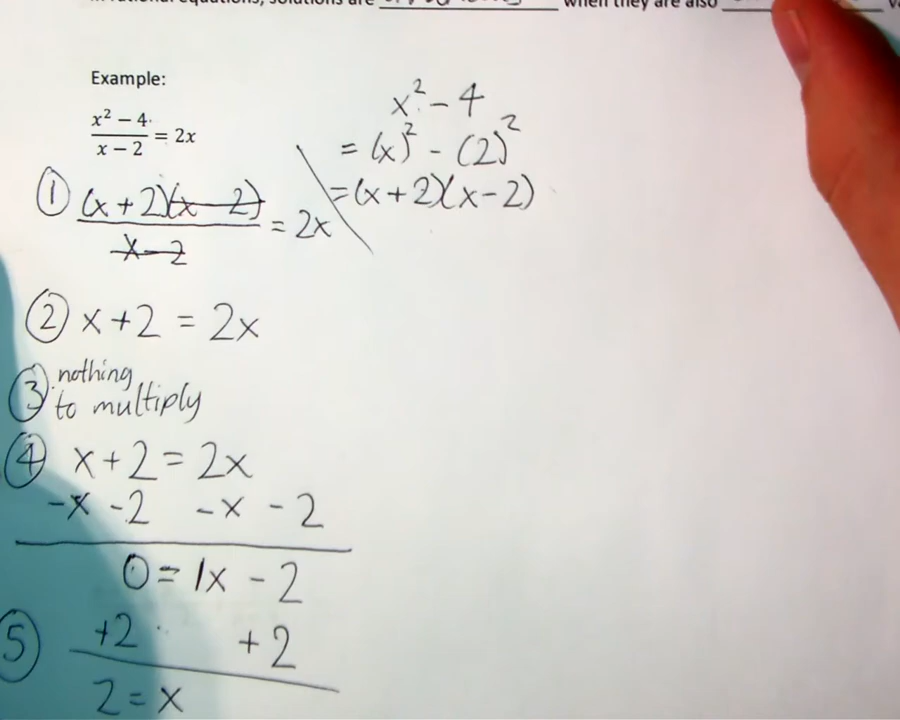 solutions are when they are also
Example:
x² − 4
x − 2
= 2x
x² - 4
= (x)² - (2)²
= (x+2)(x-2)
① (x+2)(x-2)
x-2
= 2x
② x+2 = 2x
③ nothing
to multiply
④ x+2 = 2x
-x -2 -x -2
0 = 1x - 2
⑤ +2 +2
2 = x